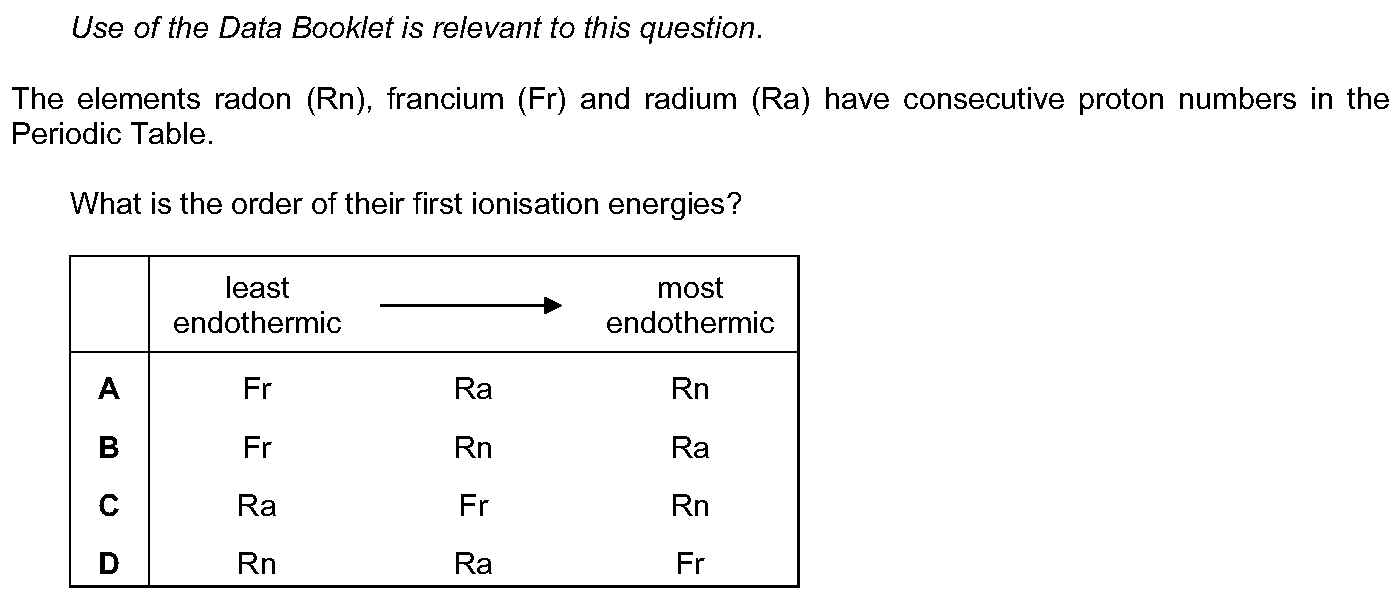 Use of the Data Booklet is relevant to this question.
The elements radon (Rn), francium (Fr) and radium (Ra) have consecutive proton numbers in the
Periodic Table.
What is the order of their first ionisation energies?
least most
endothermic endothermic
A Fr Ra Rn
B Fr Rn Ra
C Ra Fr Rn
D Rn Ra Fr